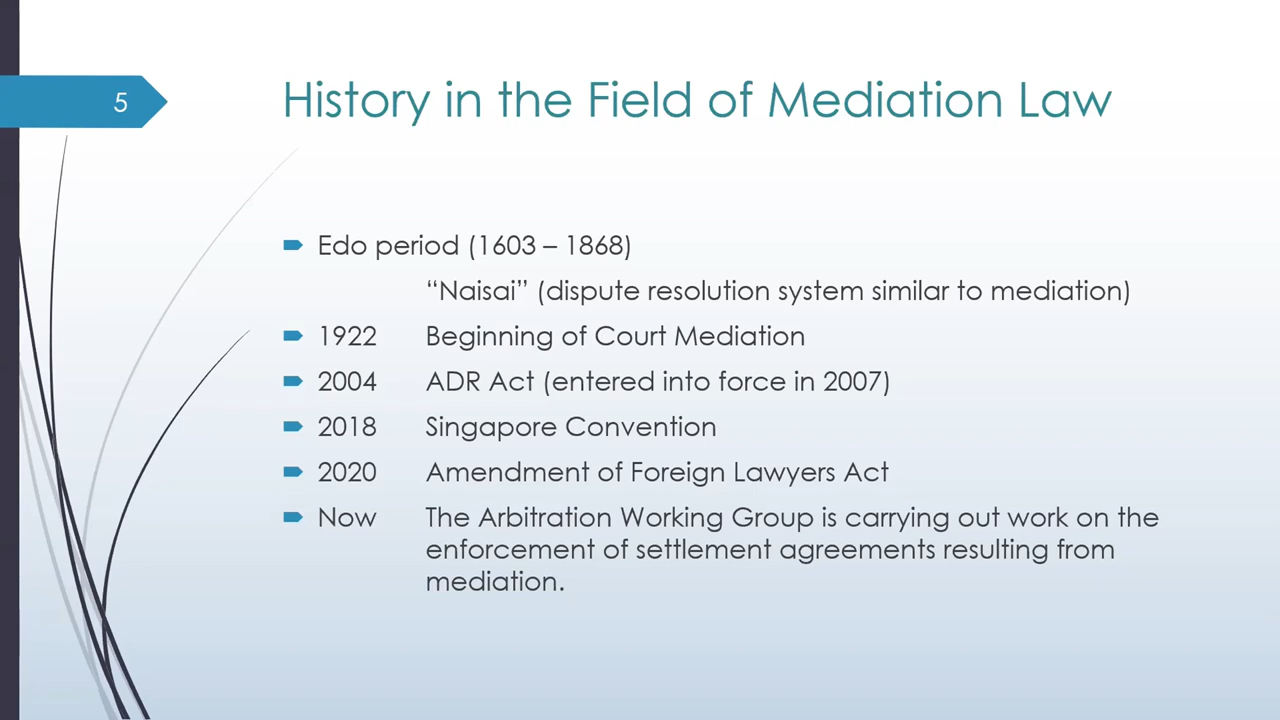 5
History in the Field of Mediation Law
Edo period (1603 – 1868)
“Naisai” (dispute resolution system similar to mediation)
1922 Beginning of Court Mediation
2004 ADR Act (entered into force in 2007)
2018 Singapore Convention
2020 Amendment of Foreign Lawyers Act
Now The Arbitration Working Group is carrying out work on the
enforcement of settlement agreements resulting from
mediation.